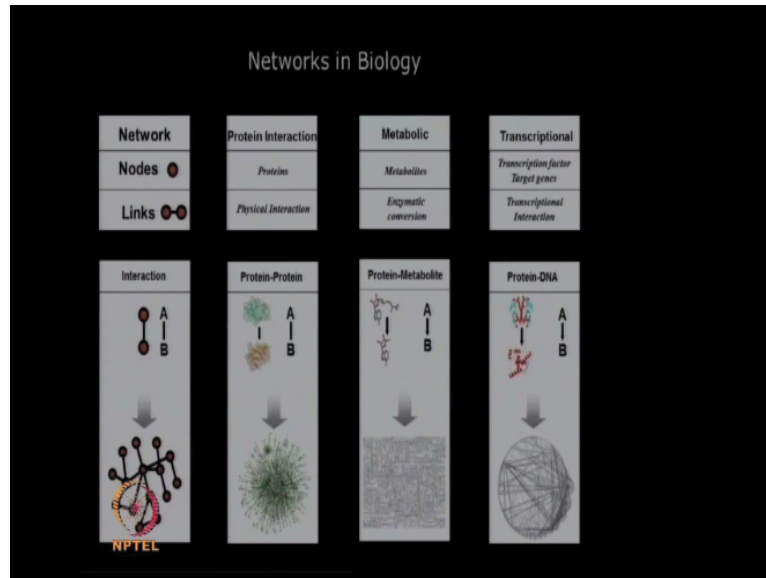 Networks in Biology
Network
Nodes
Links
Protein Interaction
Proteins
Physical Interaction
Metabolic
Metabolites
Enzymatic
conversion
Transcriptional
Transcription factor
Target genes
Transcriptional
Interaction
Interaction
A
B
Protein-Protein
A
B
Protein-Metabolite
A
B
Protein-DNA
A
B
NPTEL